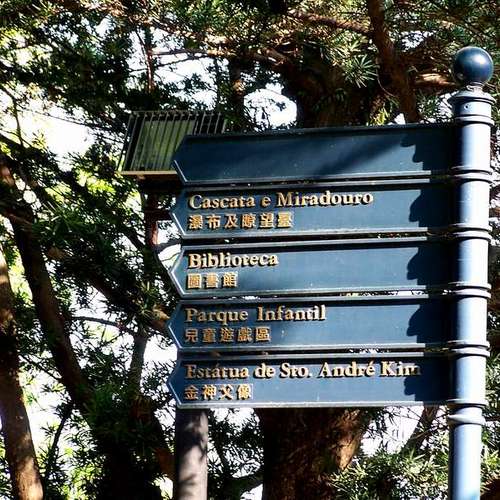 Cascata e Miradouro
瀑布及瞭望臺
Biblioteca
圖書館
Parque Infantil
兒童遊戲區
Estátua de Sto. André Kim
金神父像